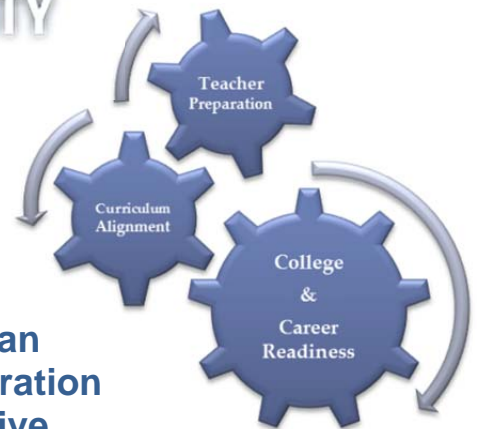 Teacher
Preparation
Curriculum
Alignment
College
&
Career
Readiness